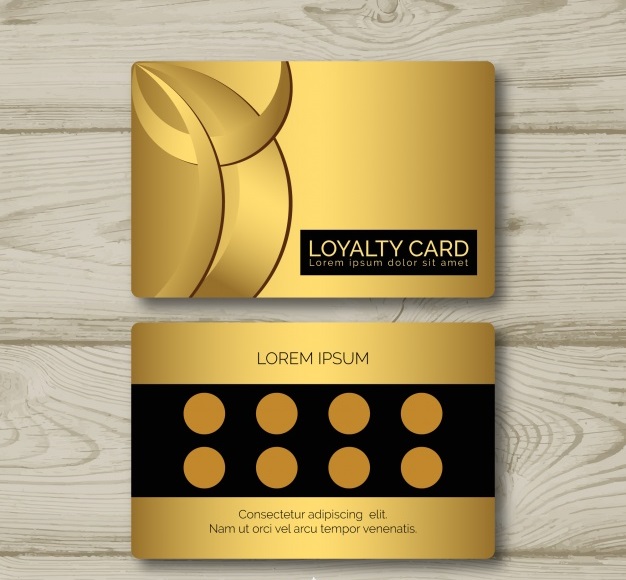 LOYALTY CARD
Lorem ipsum dolor sit amet
LOREM IPSUM
Consectetur adipiscing elit.
Nam ut orci vel arcu tempor venenatis.